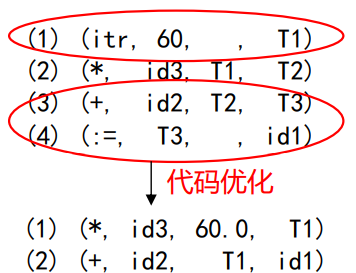 (1) (itr, 60, , T1)
(2) (*, id3, T1, T2)
(3) (+, id2, T2, T3)
(4) (:=, T3, , id1)
代码优化
(1) (*, id3, 60.0, T1)
(2) (+, id2, T1, id1)